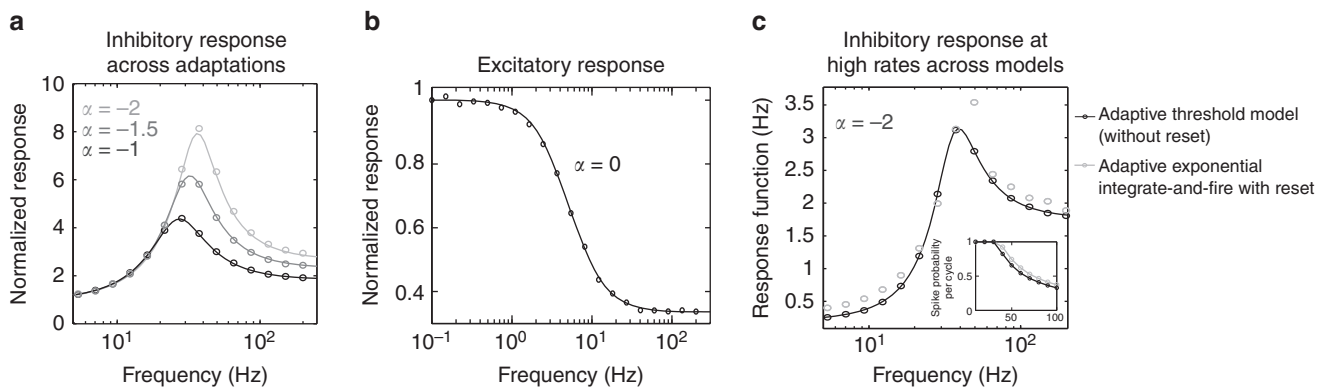 a
Inhibitory response
across adaptations
10
8
6
4
2
0
Normalized response
α = −2
α = −1.5
α = −1
10¹
10²
Frequency (Hz)
b
Excitatory response
1
0.8
0.6
0.4
Normalized response
α = 0
10⁻¹
10⁰
10¹
10²
Frequency (Hz)
c
Inhibitory response at
high rates across models
3.5
3
2.5
2
1.5
1
0.5
Response function (Hz)
α = −2
1
0.5
0
Spike probability
per cycle
50
100
10¹
10²
Frequency (Hz)
Adaptive threshold model
(without reset)
Adaptive exponential
integrate-and-fire with reset